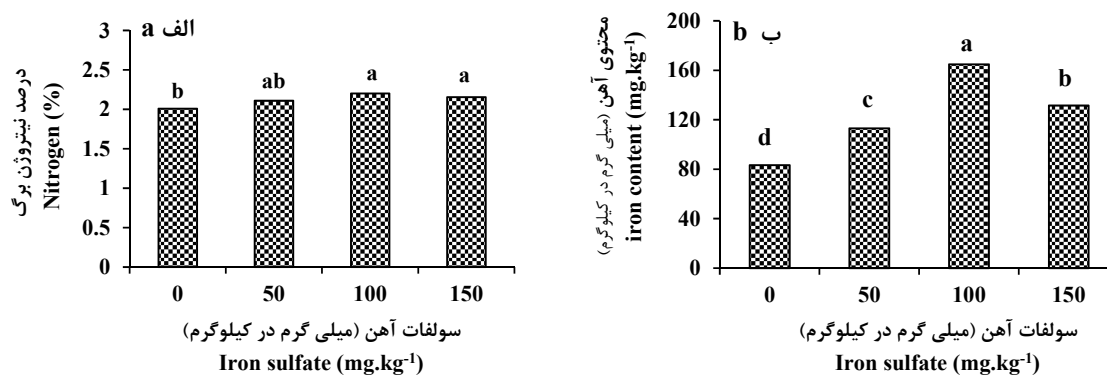 الف a
درصد نیتروژن برگ
Nitrogen (%)
3
2.5
2
1.5
1
0.5
0
b
ab
a
a
0 50 100 150
سولفات آهن (میلی گرم در کیلوگرم)
Iron sulfate (mg.kg-1)
ب b
محتوی آهن (میلی گرم در کیلوگرم)
iron content (mg.kg-1)
200
160
120
80
40
0
d
c
a
b
0 50 100 150
سولفات آهن (میلی گرم در کیلوگرم)
Iron sulfate (mg.kg-1)